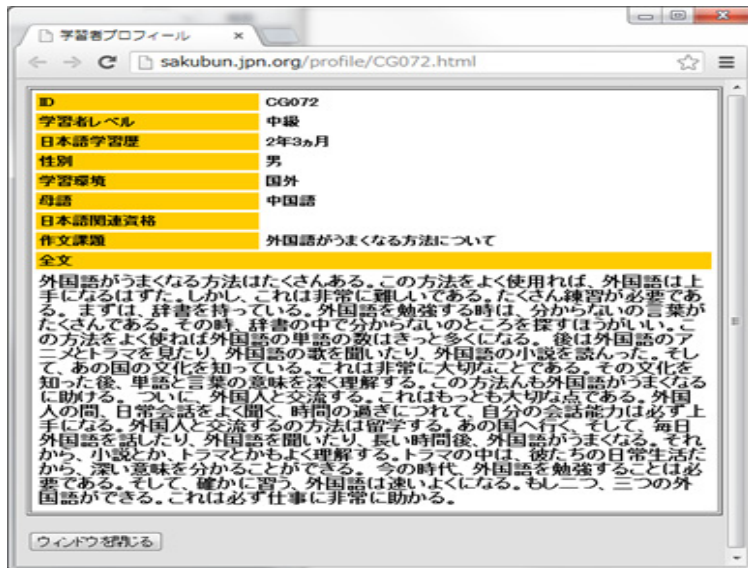 学習者プロフィール
sakubun.jpn.org/profile/CG072.html
ID CG072
学習者レベル 中級
日本語学習歴 2年3ヵ月
性別 男
学習環境 国外
母語 中国語
日本語関連資格
作文課題 外国語がうまくなる方法について
全文
外国語がうまくなる方法はたくさんある。この方法をよく使用れば、外国語は上
手になるはずた。しかし、これは非常に難しいである。たくさん練習が必要であ
る。 まずは、辞書を持っている。外国語を勉強する時は、分からないの言葉が
たくさんである。その時、辞書の中で分からないのところを探すほうがいい。こ
の方法をよく使ねば外国語の単語の数はきっと多くになる。 後は外国語のア
ニメとトラマを見たり、外国語の歌を聞いたり、外国語の小説を読んった。そし
て、あの国の文化を知っている。これは非常に大切なことである。その文化を
知った後、単語と言葉の意味を深く理解する。この方法んも外国語がうまくなる
に助ける。 ついに、外国人と交流する。これはもっとも大切な点である。外国
人の間、日常会話をよく聞く、時間の過ぎにつれて、自分の会話能力は必ず上
手になる。外国人と交流するの方法は留学する。あの国へ行く、そして、毎日
外国語を話したり、外国語を聞いたり、長い時間後、外国語がうまくなる。それ
から、小説とか、トラマとかもよく理解する。トラマの中は、彼たちの日常生活だ
から、深い意味を分かることができる。 今の時代、外国語を勉強することは必
要である。そして、確かに習う、外国語は速いよくになる。もし二つ、三つの外
国語ができる。これは必ず仕事に非常に助かる。
ウィンドウを閉じる